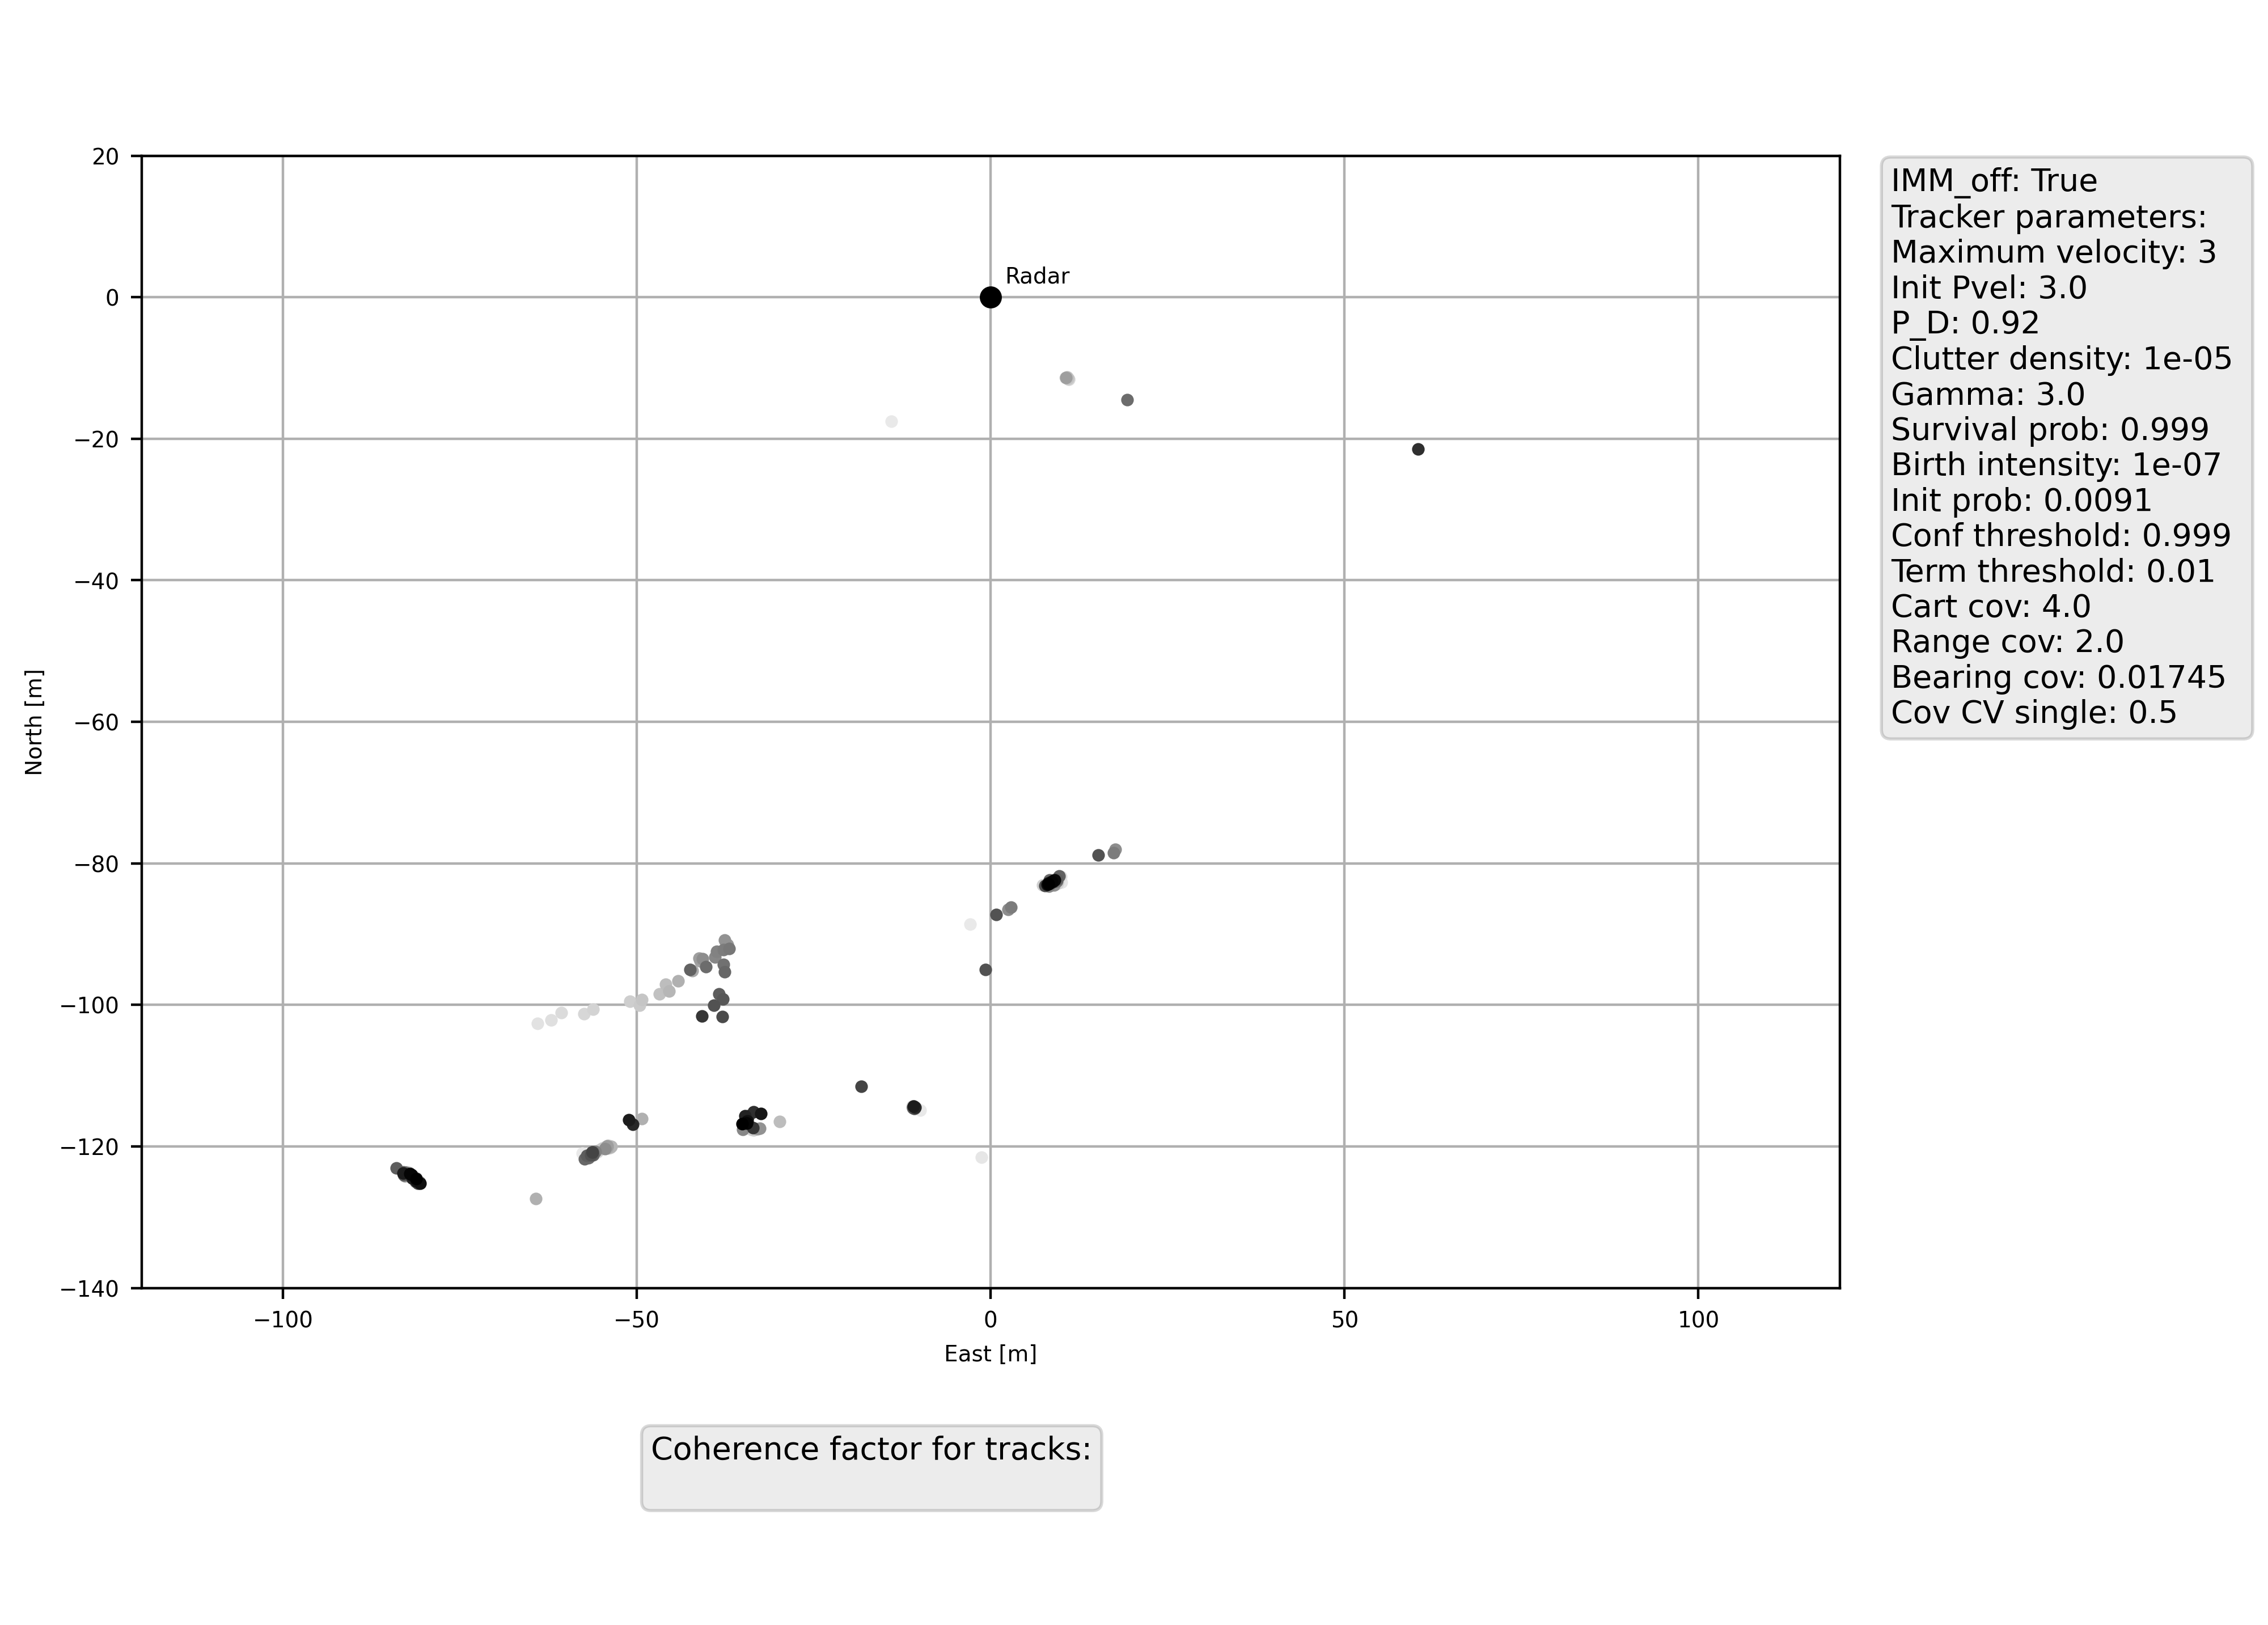 20
0
−20
−40
−60
−80
−100
−120
−140
North [m]
Radar
−100
−50
0
50
100
East [m]
IMM_off: True
Tracker parameters:
Maximum velocity: 3
Init Pvel: 3.0
P_D: 0.92
Clutter density: 1e-05
Gamma: 3.0
Survival prob: 0.999
Birth intensity: 1e-07
Init prob: 0.0091
Conf threshold: 0.999
Term threshold: 0.01
Cart cov: 4.0
Range cov: 2.0
Bearing cov: 0.01745
Cov CV single: 0.5
Coherence factor for tracks: